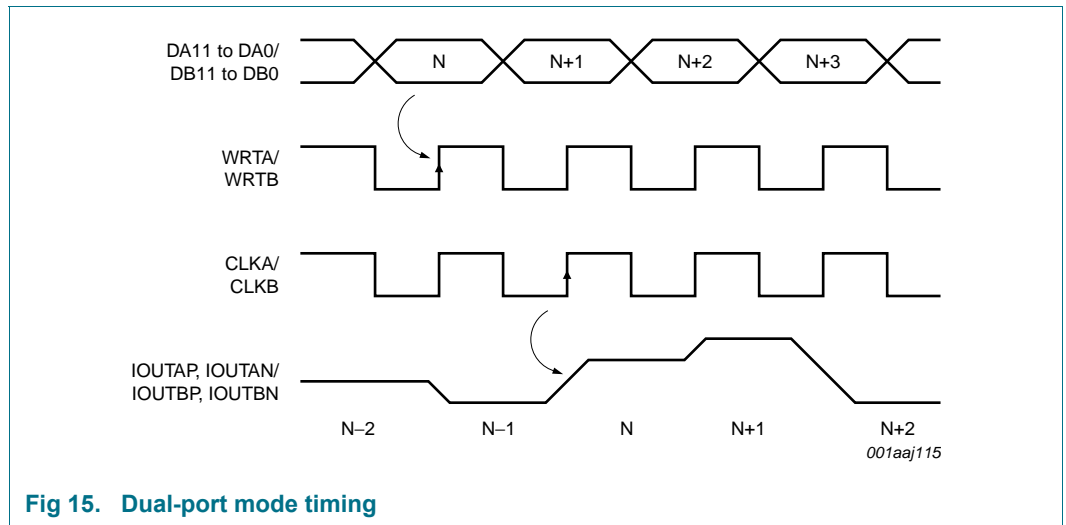 DA11 to DA0/
DB11 to DB0
N
N+1
N+2
N+3
WRTA/
WRTB
CLKA/
CLKB
IOUTAP, IOUTAN/
IOUTBP, IOUTBN
N−2
N−1
N
N+1
N+2
001aaj115
Fig 15. Dual-port mode timing